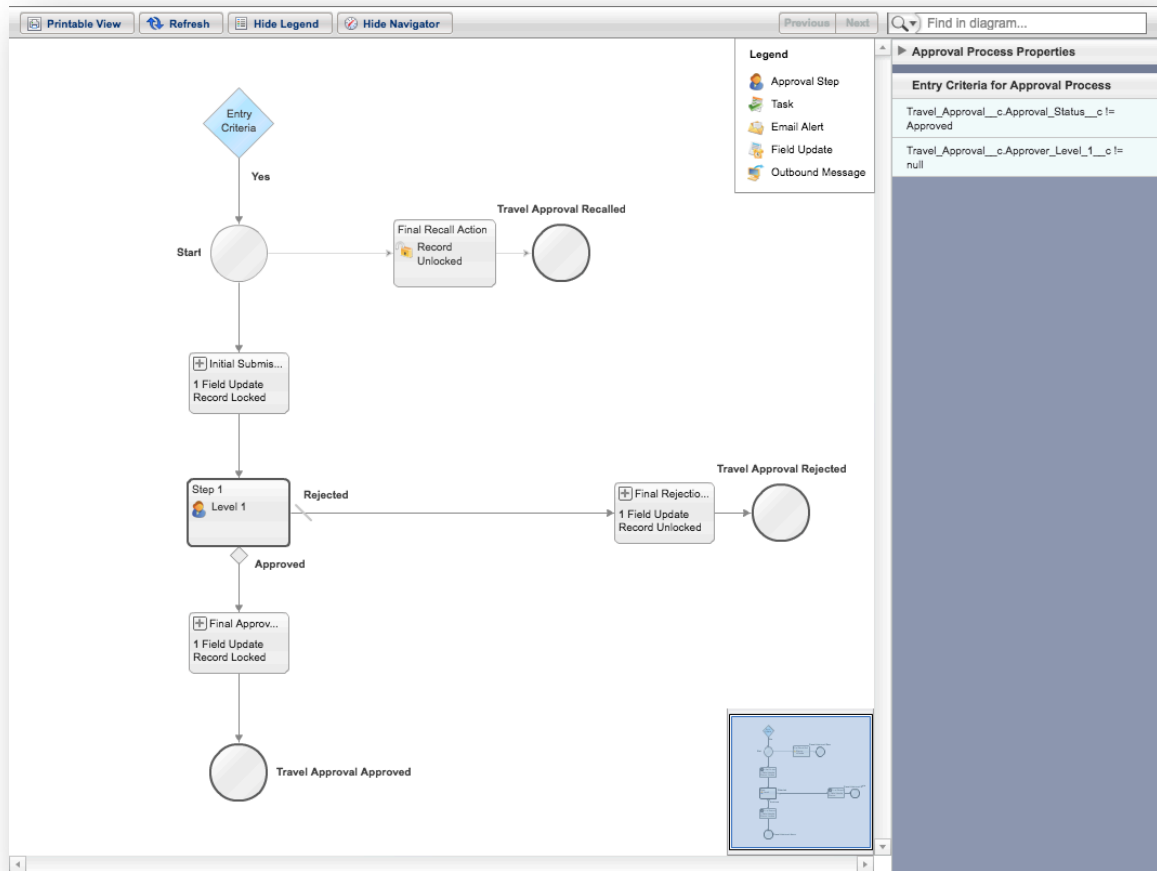 Printable View
Refresh
Hide Legend
Hide Navigator
Previous
Next
Find in diagram...
Legend
Approval Step
Task
Email Alert
Field Update
Outbound Message
Approval Process Properties
Entry Criteria for Approval Process
Travel_Approval__c.Approval_Status__c !=
Approved
Travel_Approval__c.Approver_Level_1__c !=
null
Entry
Criteria
Yes
Start
Final Recall Action
Record
Unlocked
Travel Approval Recalled
Initial Submis...
1 Field Update
Record Locked
Step 1
Level 1
Rejected
Final Rejectio...
1 Field Update
Record Unlocked
Travel Approval Rejected
Approved
Final Approv...
1 Field Update
Record Locked
Travel Approval Approved